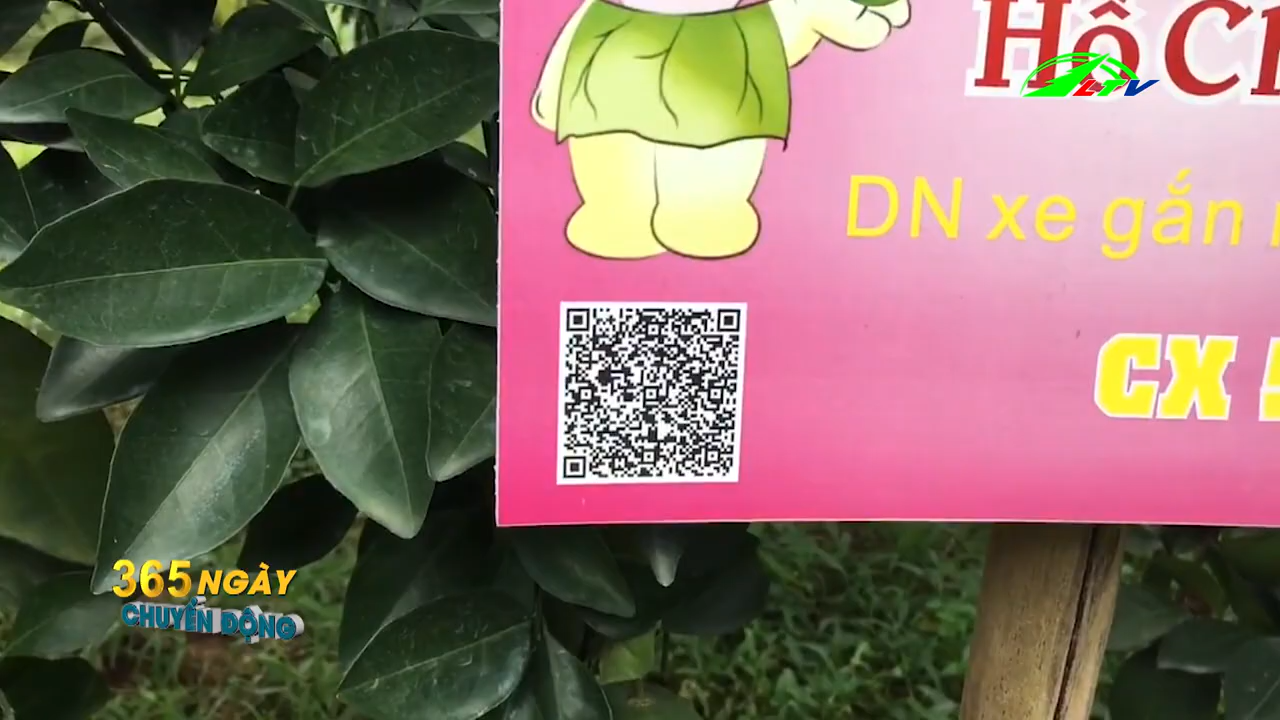 Hồ C
LTV
DN xe gắn
CX
365 NGÀY
CHUYỂN ĐỘNG